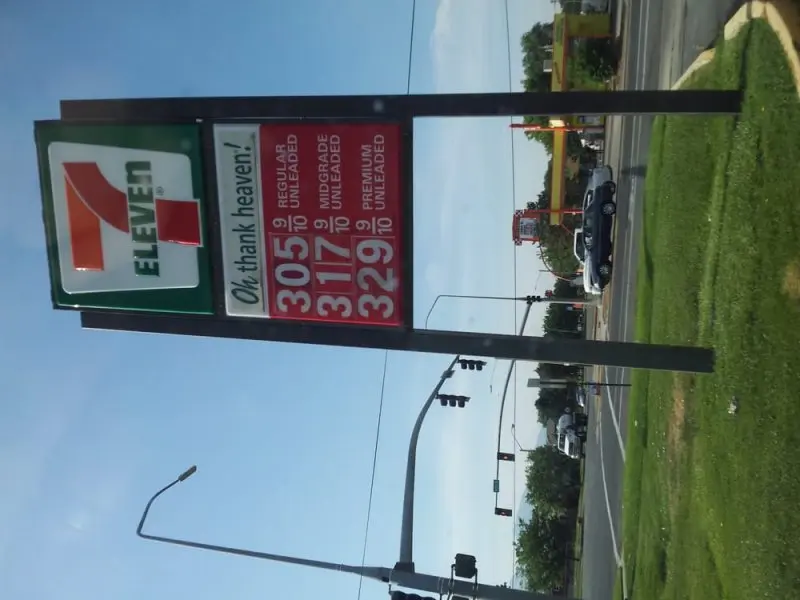 7
ELEVEN®
Oh thank heaven!
305 9/10 REGULAR
UNLEADED
317 9/10 MIDGRADE
UNLEADED
329 9/10 PREMIUM
UNLEADED